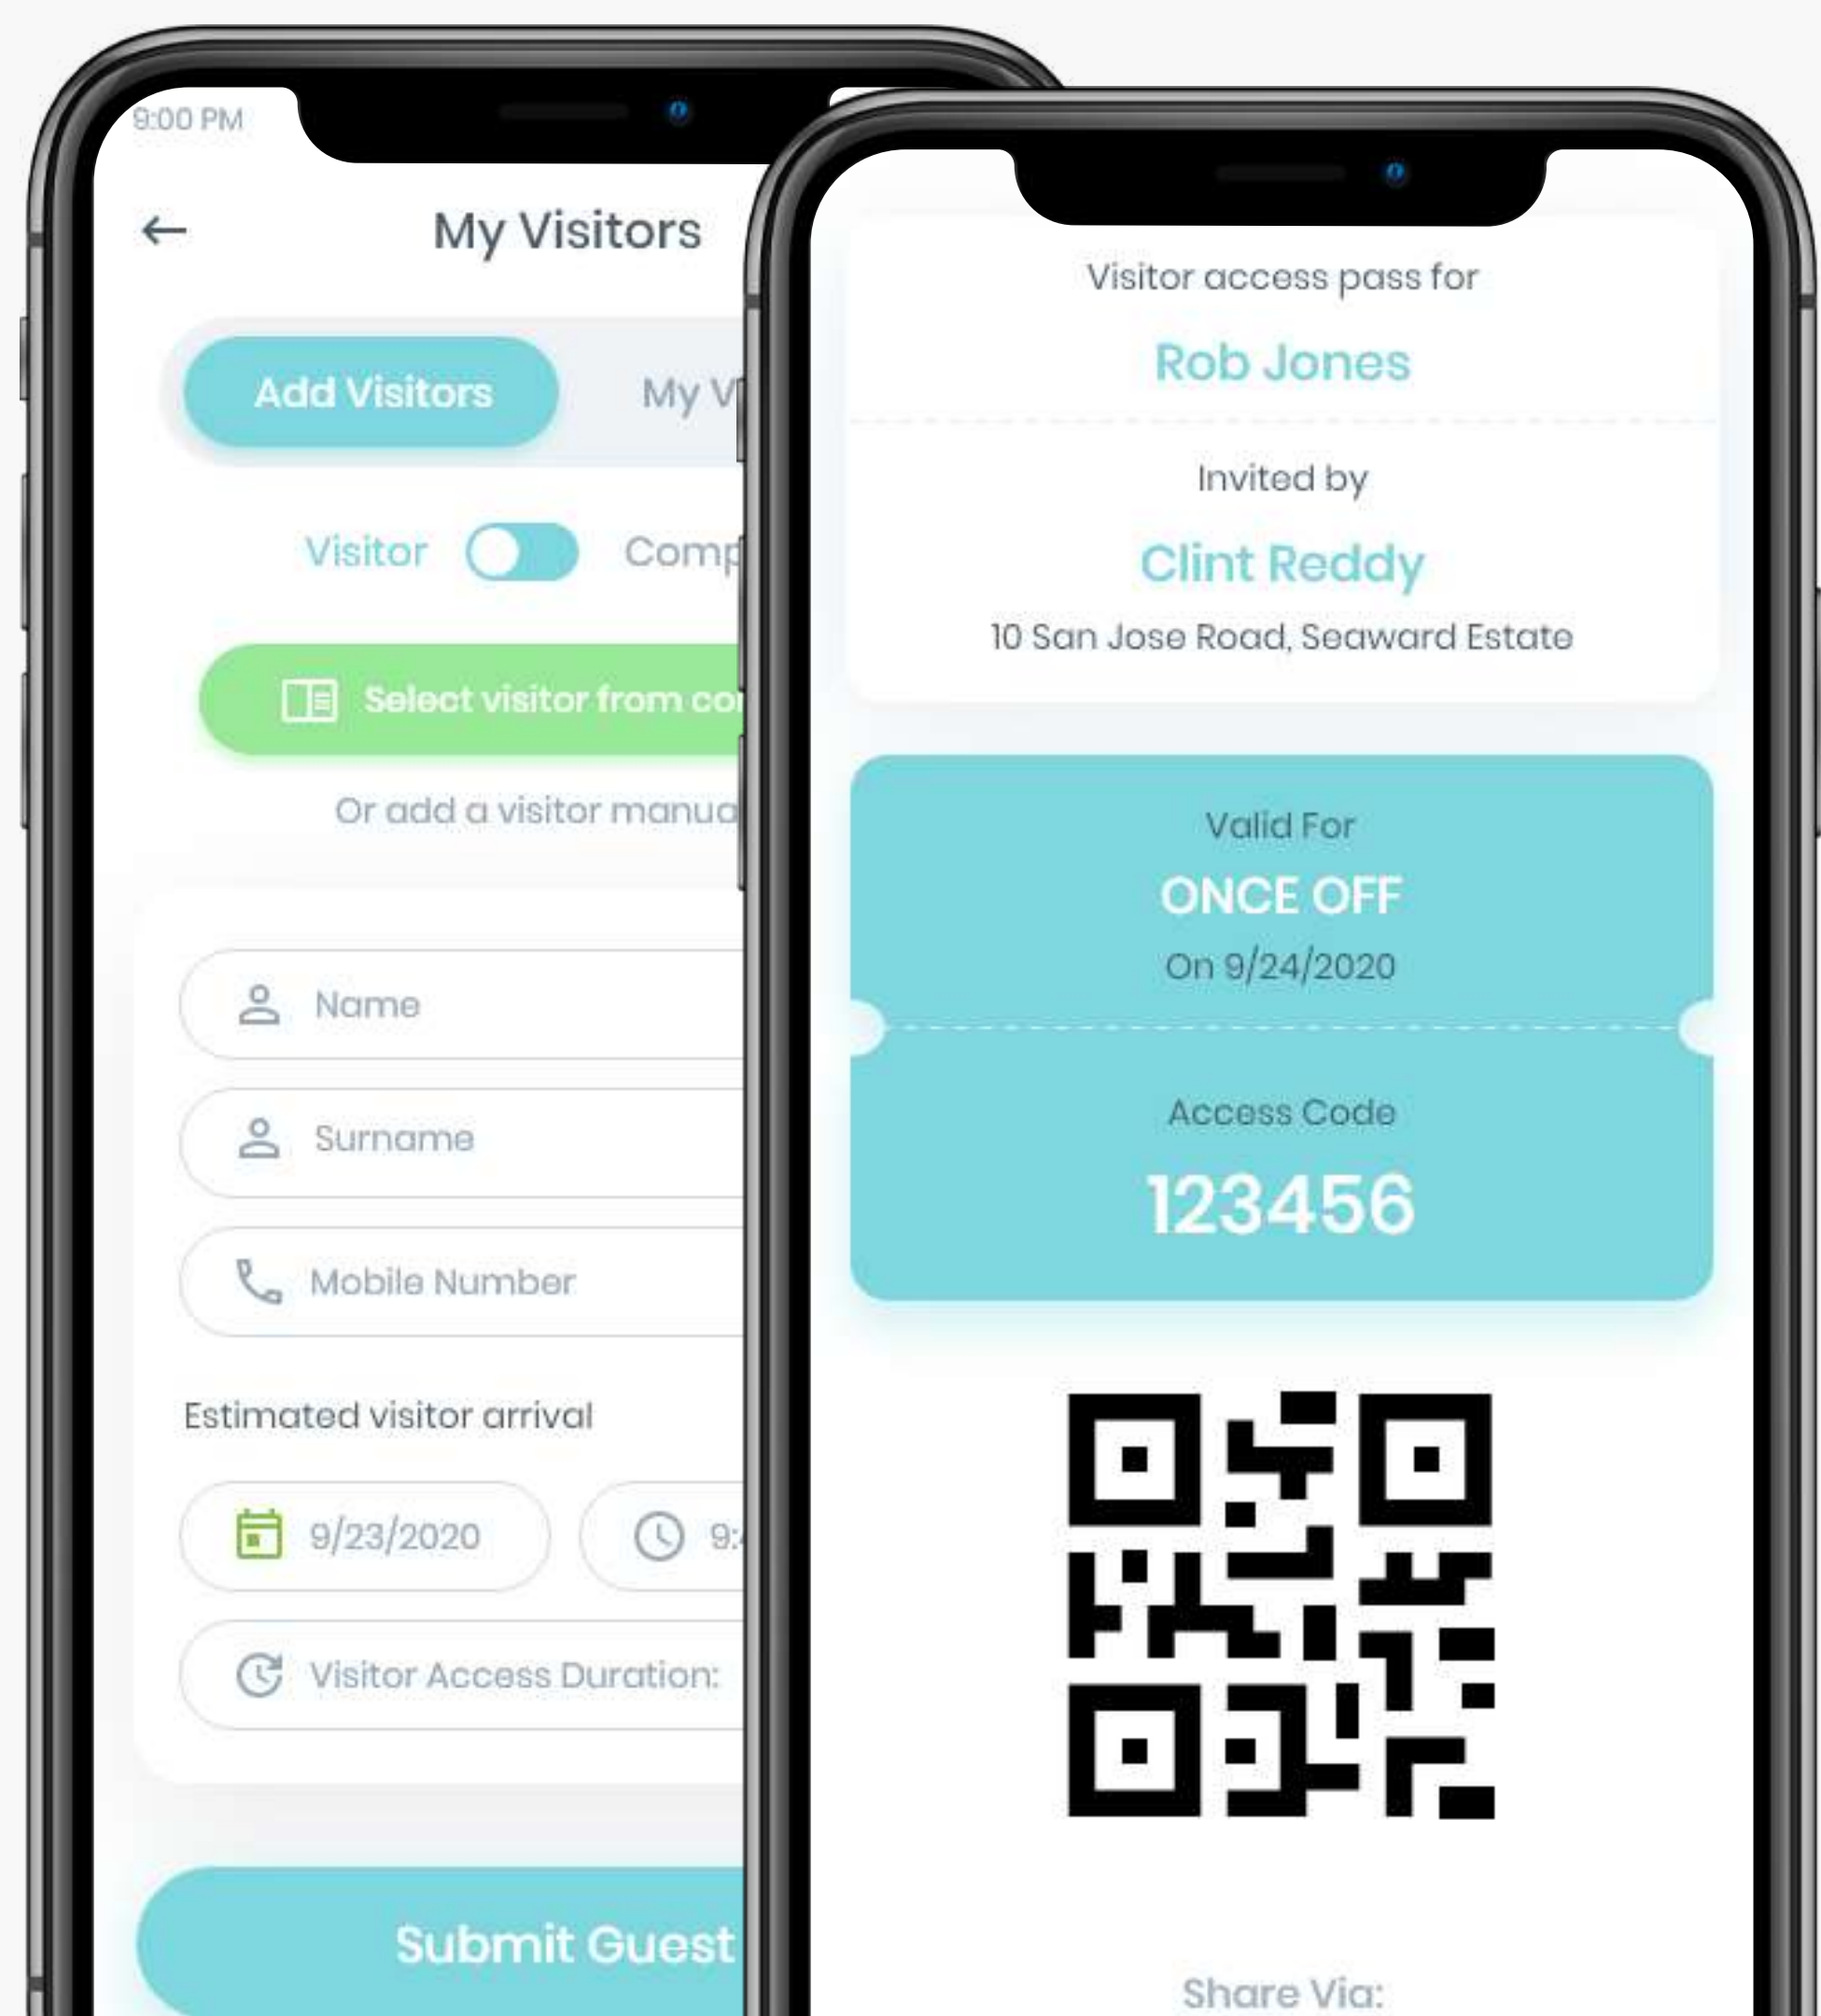 9:00 PM
My Visitors
Add Visitors
My
Visitor
Select visitor from
Or add a visitor
Name
Surname
Mobile Number
Estimated visitor arrival
9/23/2020
Visitor Access Duration:
Submit Guest
Visitor access pass for
Rob Jones
Invited by
Clint Reddy
10 San Jose Road, Seaward Estate
Valid For
ONCE OFF
On 9/24/2020
Access Code
123456
Share Via: